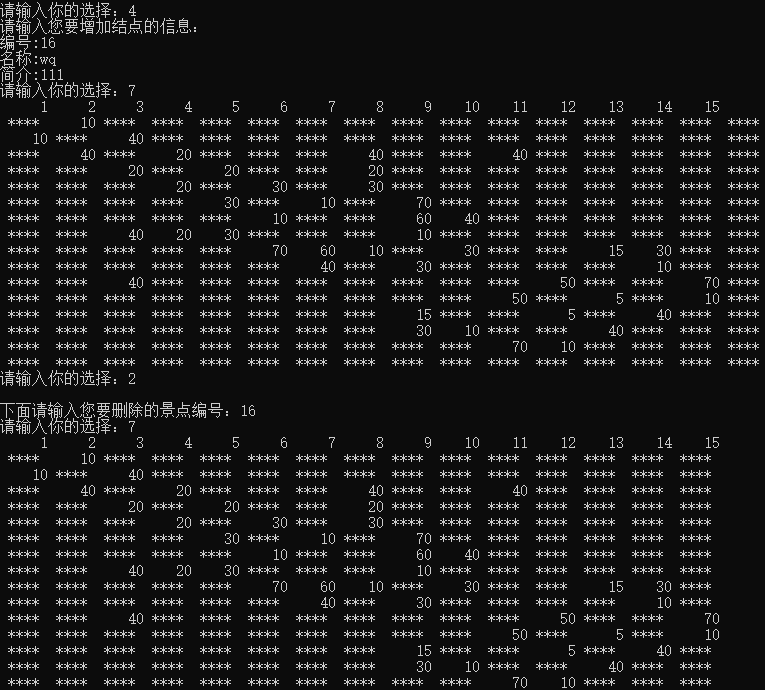 请输入你的选择：4
请输入您要增加结点的信息：
编号:16
名称:wq
简介:111
请输入你的选择：7
1 2 3 4 5 6 7 8 9 10 11 12 13 14 15
**** 10 **** **** **** **** **** **** **** **** **** **** **** **** **** ****
10 **** 40 **** **** **** **** **** **** **** **** **** **** **** **** ****
**** 40 **** 20 **** **** **** 40 **** **** 40 **** **** **** **** ****
**** **** 20 **** 20 **** **** 20 **** **** **** **** **** **** **** ****
**** **** **** 20 **** 30 **** 30 **** **** **** **** **** **** **** ****
**** **** **** **** 30 **** 10 **** 70 **** **** **** **** **** **** ****
**** **** **** **** **** 10 **** **** 60 40 **** **** **** **** **** ****
**** **** 40 20 30 **** **** **** 10 **** **** **** **** **** **** ****
**** **** **** **** **** 70 60 10 **** 30 **** **** 15 30 **** ****
**** **** **** **** **** **** 40 **** 30 **** **** **** **** 10 **** ****
**** **** 40 **** **** **** **** **** **** **** **** 50 **** **** 70 ****
**** **** **** **** **** **** **** **** **** **** 50 **** 5 **** 10 ****
**** **** **** **** **** **** **** **** 15 **** **** 5 **** 40 **** ****
**** **** **** **** **** **** **** **** 30 10 **** **** 40 **** **** ****
**** **** **** **** **** **** **** **** **** **** 70 10 **** **** **** ****
**** **** **** **** **** **** **** **** **** **** **** **** **** **** **** ****
请输入你的选择：2
下面请输入您要删除的景点编号：16
请输入你的选择：7
1 2 3 4 5 6 7 8 9 10 11 12 13 14 15
**** 10 **** **** **** **** **** **** **** **** **** **** **** **** ****
10 **** 40 **** **** **** **** **** **** **** **** **** **** **** ****
**** 40 **** 20 **** **** **** 40 **** **** 40 **** **** **** ****
**** **** 20 **** 20 **** **** 20 **** **** **** **** **** **** ****
**** **** **** 20 **** 30 **** 30 **** **** **** **** **** **** ****
**** **** **** **** 30 **** 10 **** 70 **** **** **** **** **** ****
**** **** **** **** **** 10 **** **** 60 40 **** **** **** **** ****
**** **** 40 20 30 **** **** **** 10 **** **** **** **** **** ****
**** **** **** **** **** 70 60 10 **** 30 **** **** 15 30 ****
**** **** **** **** **** **** 40 **** 30 **** **** **** **** 10 ****
**** **** 40 **** **** **** **** **** **** **** **** 50 **** **** 70
**** **** **** **** **** **** **** **** **** **** 50 **** 5 **** 10
**** **** **** **** **** **** **** **** 15 **** **** 5 **** 40 ****
**** **** **** **** **** **** **** **** 30 10 **** **** 40 **** ****
**** **** **** **** **** **** **** **** **** **** 70 10 **** **** ****